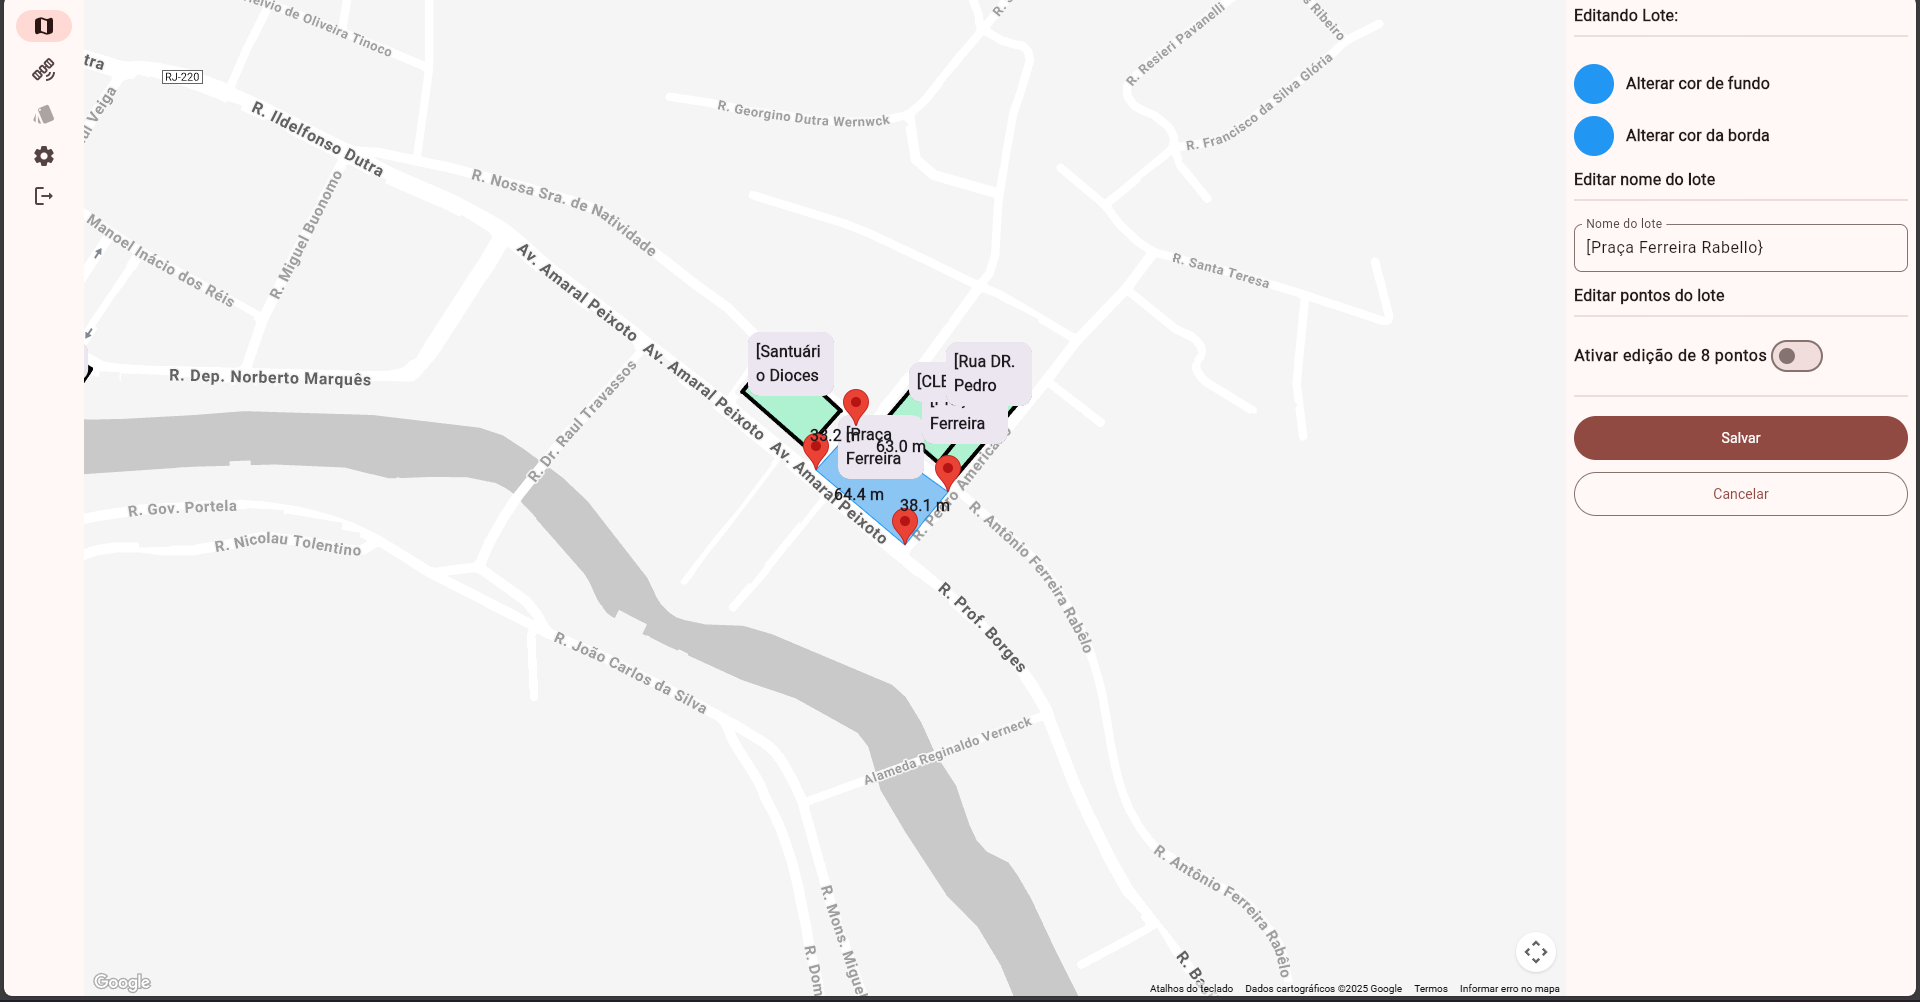 Editando Lote:
Alterar cor de fundo
Alterar cor da borda
Editar nome do lote
Nome do lote
[Praça Ferreira Rabello}
Editar pontos do lote
Ativar edição de 8 pontos
Salvar
Cancelar
de Oliveira Tinoco
RJ-220
tra
Veiga
R. Ildelfonso Dutra
R. Georgino Dutra Wernwck
R. Resieri Pavanelli
Ribeiro
R. Francisco da Silva Glória
R. Nossa Sra. de Natividade
R. Miguel Buonomo
Manoel Inácio dos Réis
Av. Amaral Peixoto
Av. Amaral Peixoto
Av. Amaral Peixoto
R. Santa Teresa
R. Dep. Norberto Marquês
R. Dr. Raul Travassos
[Santuári
o Dioces
[Rua DR.
Pedro
[CLE
Ferreira
33.2 m
[Praça
Ferreira
63.0 m
64.4 m
38.1 m
R. Pedro America
R. Gov. Portela
R. Nicolau Tolentino
R. Antônio Ferreira Rabêlo
R. Prof. Borges
R. João Carlos da Silva
Alameda Reginaldo Verneck
R. Antônio Ferreira Rabêlo
R. Mons. Miguel
R. Dom
R. Ba
Google
Atalhos do teclado
Dados cartográficos ©2025 Google
Termos
Informar erro no mapa